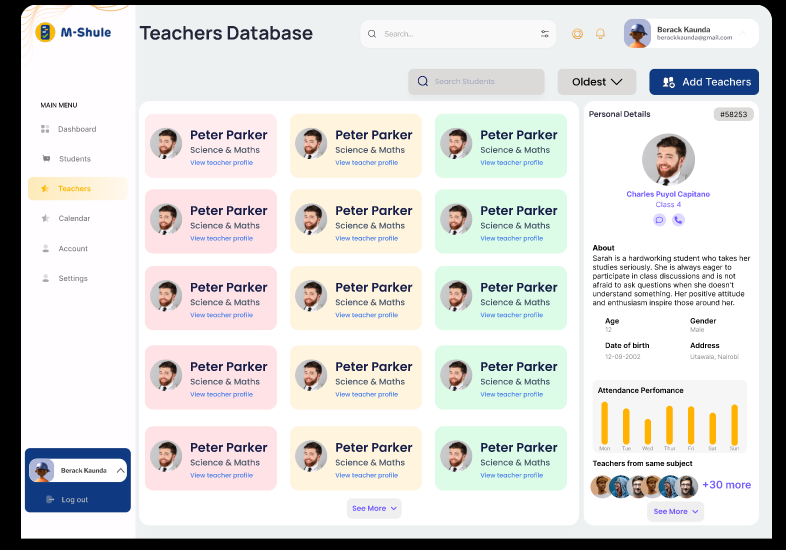 M-Shule
Teachers Database
Search...
Berack Kaunda
berackkaunda@gmail.com
Search Students
Oldest
Add Teachers
MAIN MENU
Dashboard
Students
Teachers
Calendar
Account
Settings
Berack Kaunda
Log out
Peter Parker
Science & Maths
View teacher profile
Peter Parker
Science & Maths
View teacher profile
Peter Parker
Science & Maths
View teacher profile
Peter Parker
Science & Maths
View teacher profile
Peter Parker
Science & Maths
View teacher profile
Peter Parker
Science & Maths
View teacher profile
Peter Parker
Science & Maths
View teacher profile
Peter Parker
Science & Maths
View teacher profile
Peter Parker
Science & Maths
View teacher profile
Peter Parker
Science & Maths
View teacher profile
Peter Parker
Science & Maths
View teacher profile
Peter Parker
Science & Maths
View teacher profile
Peter Parker
Science & Maths
View teacher profile
Peter Parker
Science & Maths
View teacher profile
Peter Parker
Science & Maths
View teacher profile
See More
Personal Details
#58253
Charles Puyol Capitano
Class 4
About
Sarah is a hardworking student who takes her
studies seriously. She is always eager to
participate in class discussions and is not
afraid to ask questions when she doesn't
understand something. Her positive attitude
and enthusiasm inspire those around her.
Age
12
Gender
Male
Date of birth
12-09-2002
Address
Utawala, Nairobi
Attendance Perfomance
Mon Tue Wed Thur Fri Sat Sun
Teachers from same subject
+30 more
See More